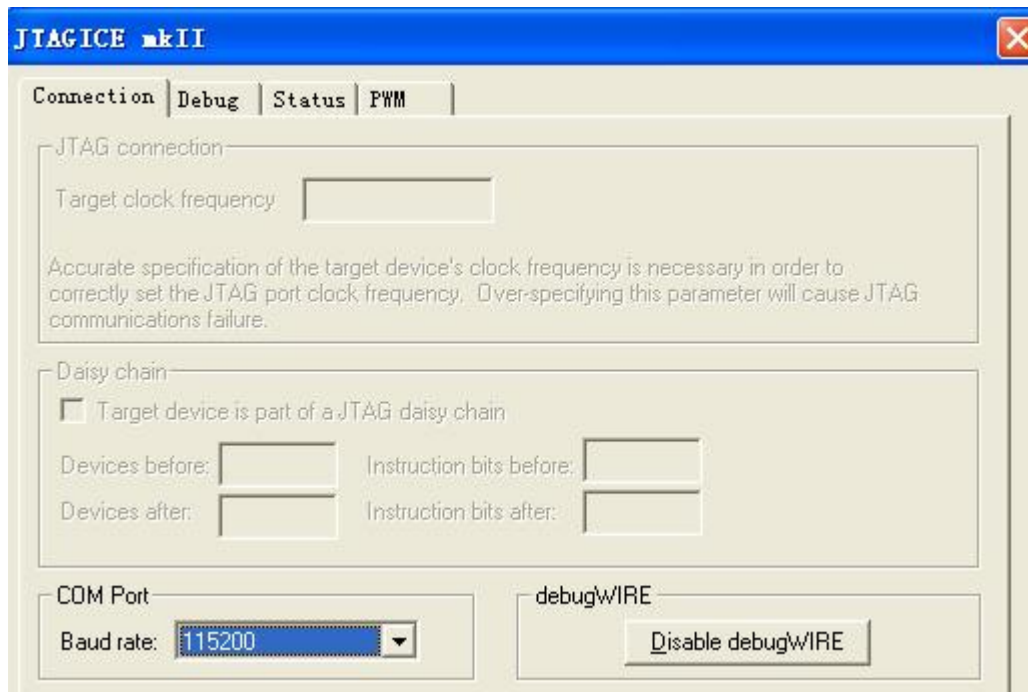 JTAGICE mkII
Connection Debug Status PWM
JTAG connection
Target clock frequency
Accurate specification of the target device's clock frequency is necessary in order to
correctly set the JTAG port clock frequency. Over-specifying this parameter will cause JTAG
communications failure.
Daisy chain
Target device is part of a JTAG daisy chain
Devices before: Instruction bits before:
Devices after: Instruction bits after:
COM Port debugWIRE
Baud rate: 115200 Disable debugWIRE